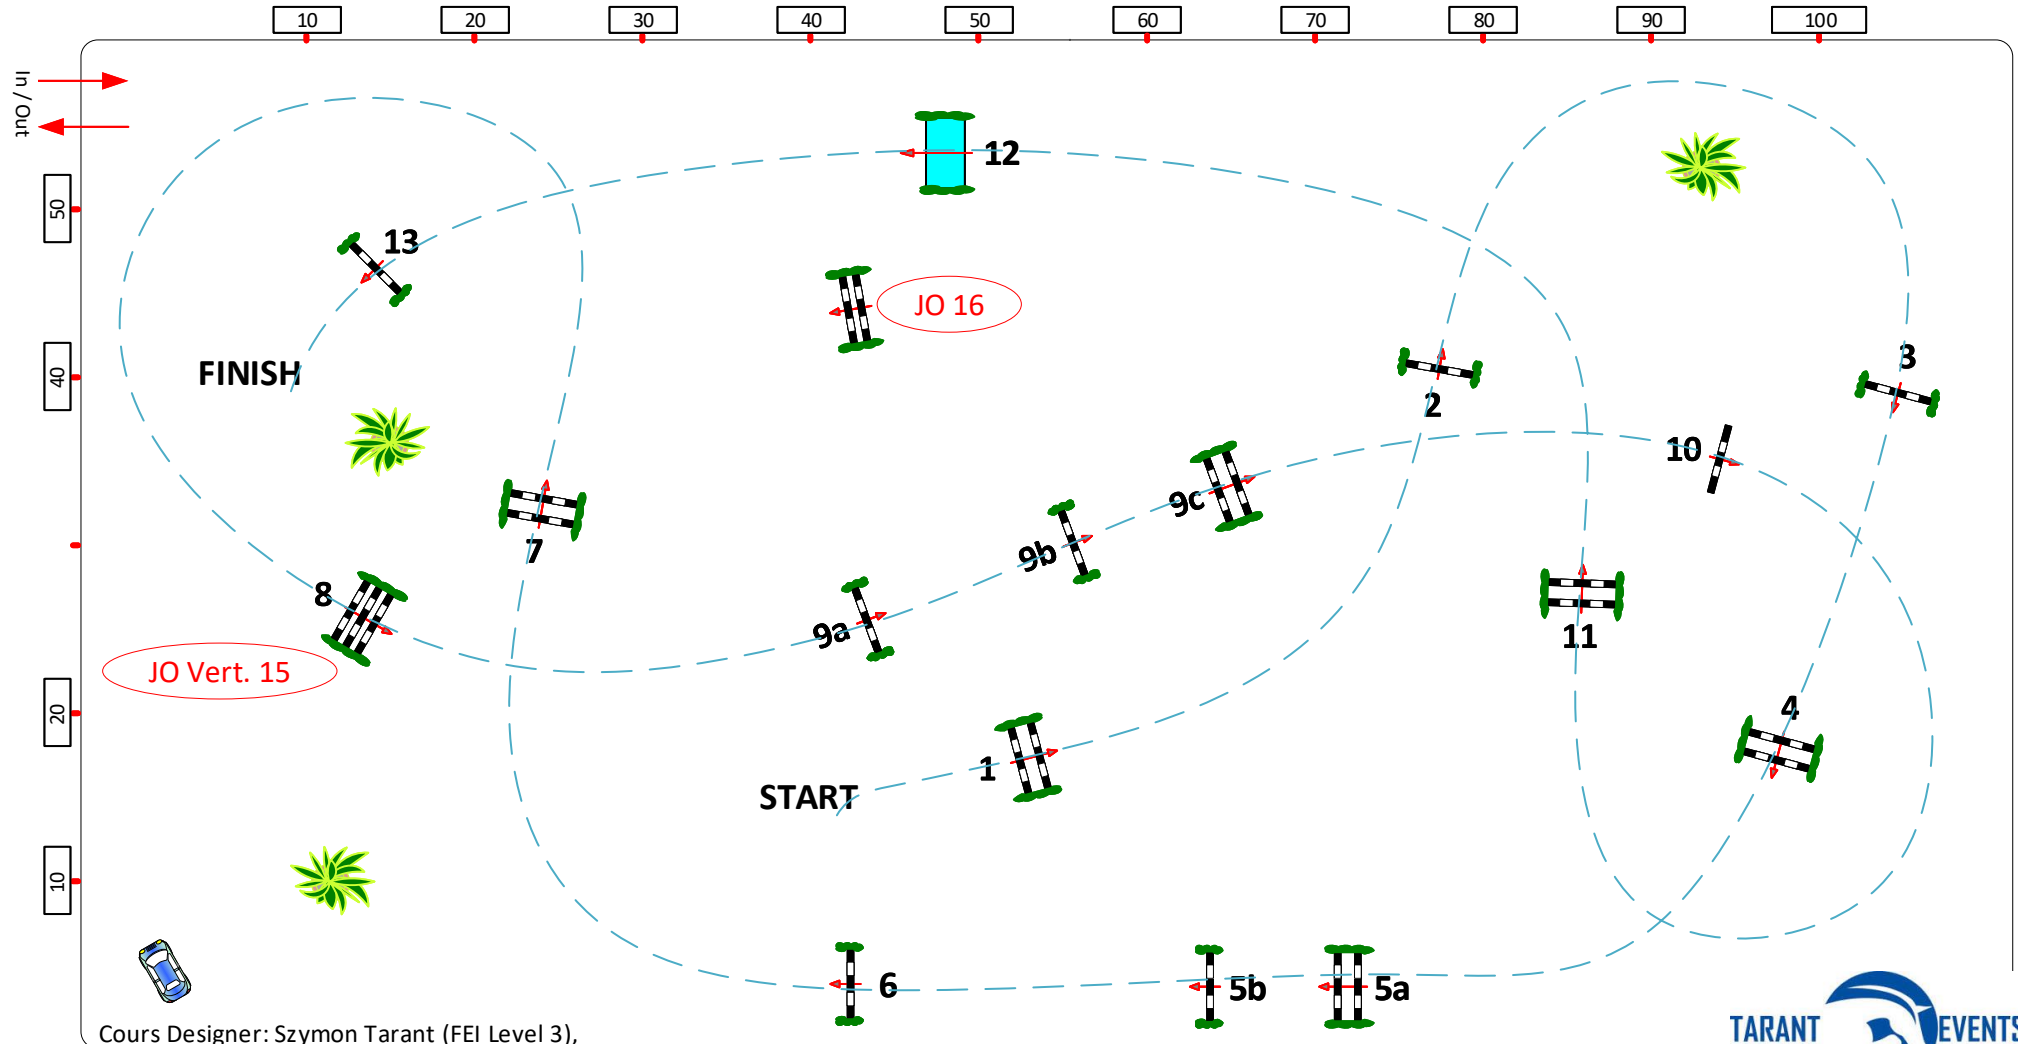 10 20 30 40 50 60 70 80 90 100
In / Out
50
40
20
10
12
13
JO 16
FINISH
3
2
10
7
9c
9b
8
9a
11
JO Vert. 15
4
1
START
6
5b
5a
Cours Designer: Szymon Tarant (FEI Level 3),
TARANT EVENTS